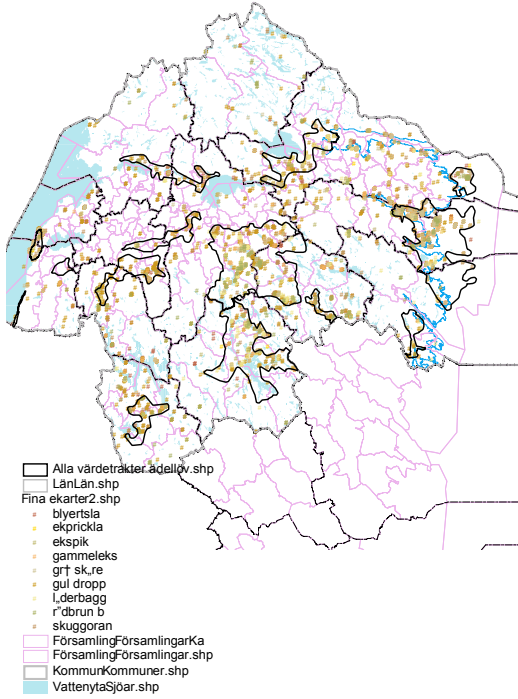 Alla värdetrakter ädellöv.shp
LänLän.shp
Fina ekarter2.shp
blyertsla
ekprickla
ekspik
gammeleks
gr† sk„re
gul dropp
l„derbagg
r”dbrun b
skuggoran
FörsamlingFörsamlingarKa
FörsamlingFörsamlingar.shp
KommunKommuner.shp
VattenytaSjöar.shp